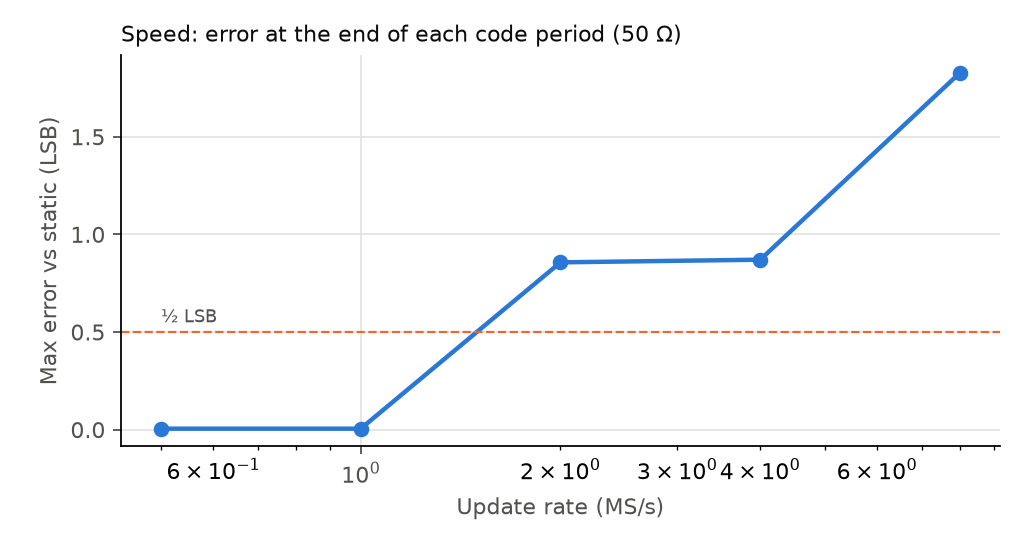 Speed: error at the end of each code period (50 Ω)
Max error vs static (LSB)
1.5
1.0
0.5
0.0
½ LSB
6 × 10⁻¹
10⁰
2 × 10⁰
3 × 10⁰
4 × 10⁰
6 × 10⁰
Update rate (MS/s)